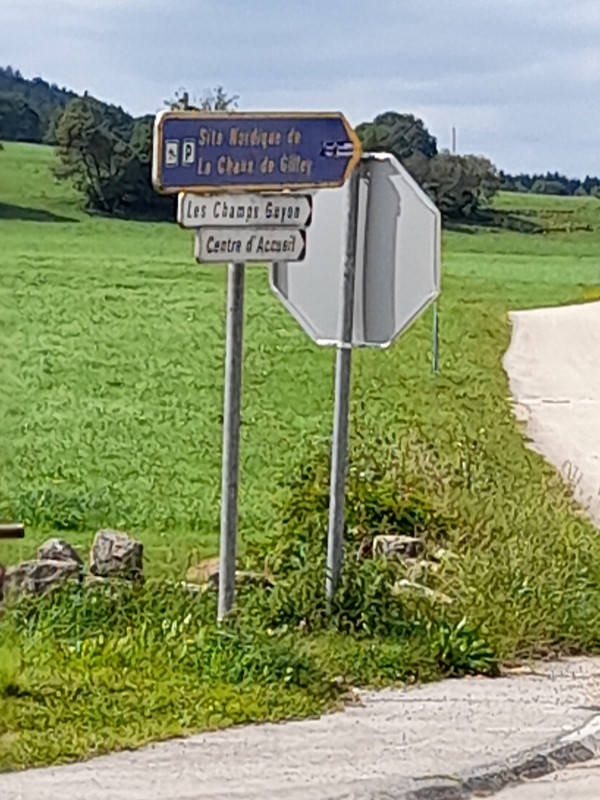 P
Site Nordique de
La Chaux de Gilley
Les Champs Guyon
Centre d'Accueil